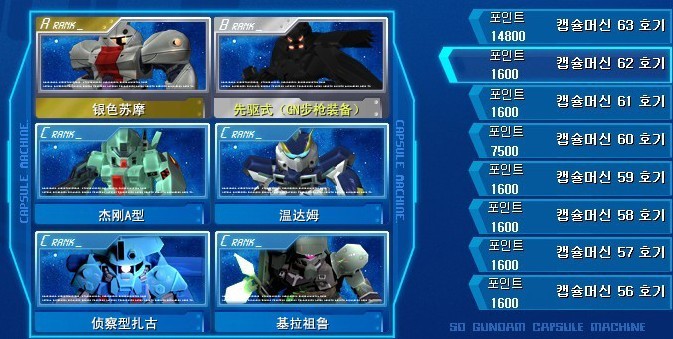 A RANK_
B RANK_
银色苏摩
先驱式（GN步枪装备）
C RANK_
C RANK_
杰刚A型
温达姆
C RANK_
C RANK_
侦察型扎古
基拉祖鲁
CAPSULE MACHINE
CAPSULE MACHINE
포인트
14800
캡슐머신 63 호기
포인트
1600
캡슐머신 62 호기
포인트
1600
캡슐머신 61 호기
포인트
7500
캡슐머신 60 호기
포인트
1600
캡슐머신 59 호기
포인트
1600
캡슐머신 58 호기
포인트
1600
캡슐머신 57 호기
포인트
1600
캡슐머신 56 호기
SD GUNDAM CAPSULE MACHINE